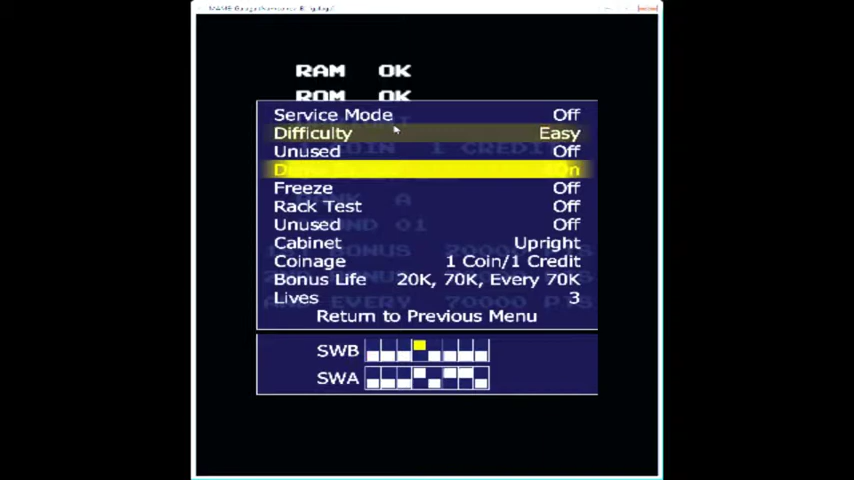 RAM OK
ROM OK
Service Mode Off
Difficulty Easy
Unused Off
On
Freeze Off
Rack Test Off
Unused Off
Cabinet Upright
Coinage 1 Coin/1 Credit
Bonus Life 20K, 70K, Every 70K
Lives 3
Return to Previous Menu
SWB
SWA